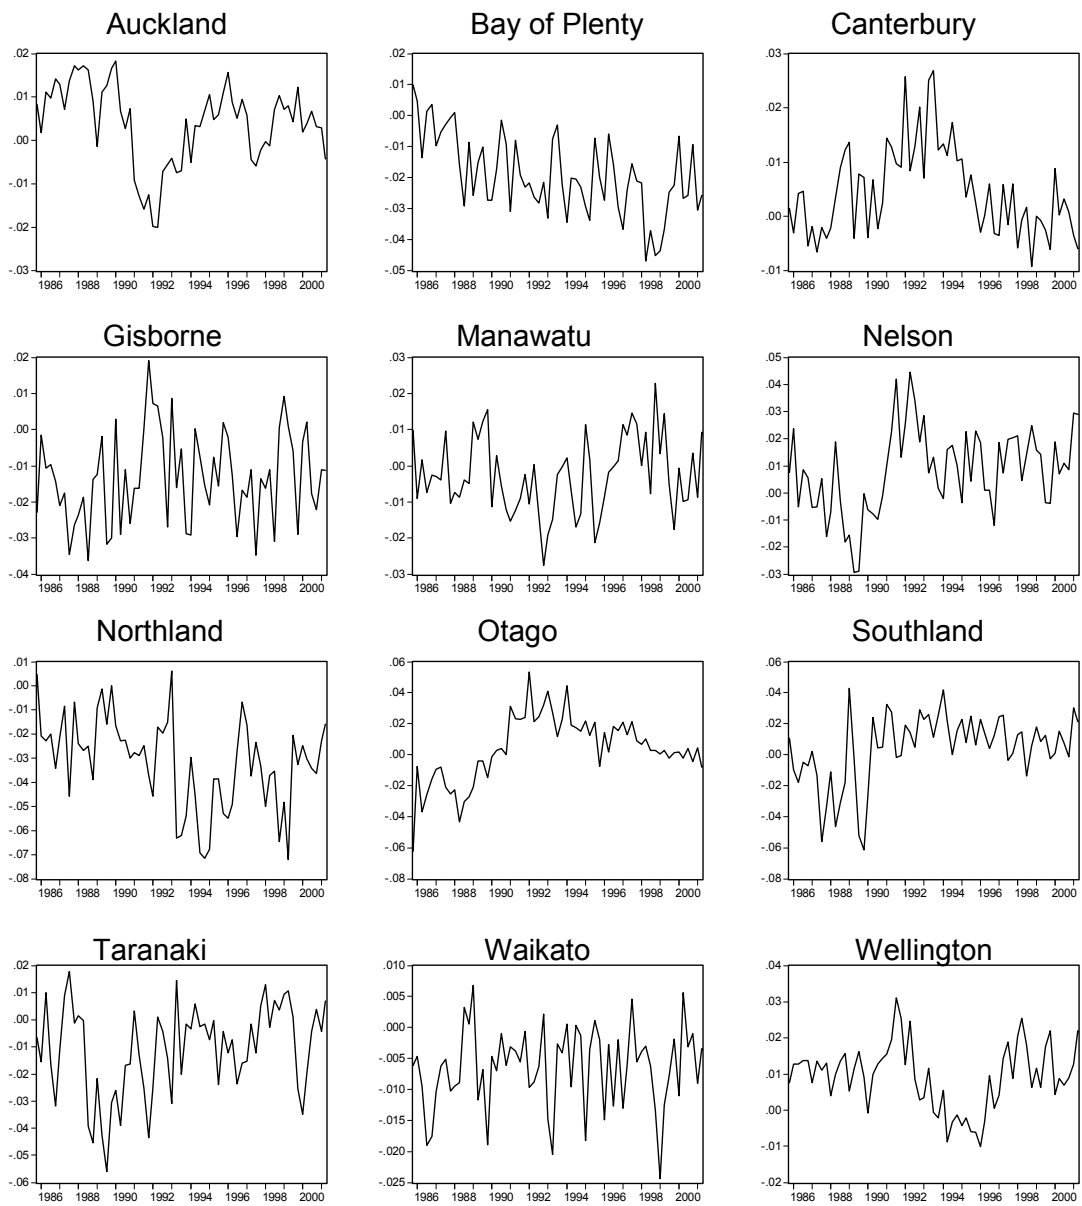 Auckland Bay of Plenty Canterbury
.02 .02 .03
.01 .01 .02
.00 .00 .01
-.01 -.01 .00
-.02 -.02 -.01
-.03 -.03
-.04
-.05
1986 1988 1990 1992 1994 1996 1998 2000 1986 1988 1990 1992 1994 1996 1998 2000 1986 1988 1990 1992 1994 1996 1998 2000
Gisborne Manawatu Nelson
.02 .03 .05
.01 .02 .04
.00 .01 .03
-.01 .00 .02
-.02 -.01 .01
-.03 -.02 .00
-.04 -.03 -.01
-.02
-.03
1986 1988 1990 1992 1994 1996 1998 2000 1986 1988 1990 1992 1994 1996 1998 2000 1986 1988 1990 1992 1994 1996 1998 2000
Northland Otago Southland
.01 .06 .06
.00 .04 .04
-.01 .02 .02
-.02 .00 .00
-.03 -.02 -.02
-.04 -.04 -.04
-.05 -.06 -.06
-.06 -.08 -.08
-.07
-.08
1986 1988 1990 1992 1994 1996 1998 2000 1986 1988 1990 1992 1994 1996 1998 2000 1986 1988 1990 1992 1994 1996 1998 2000
Taranaki Waikato Wellington
.02 .010 .04
.01 .005 .03
.00 .000 .02
-.01 -.005 .01
-.02 -.010 .00
-.03 -.015 -.01
-.04 -.020 -.02
-.05 -.025
-.06
1986 1988 1990 1992 1994 1996 1998 2000 1986 1988 1990 1992 1994 1996 1998 2000 1986 1988 1990 1992 1994 1996 1998 2000